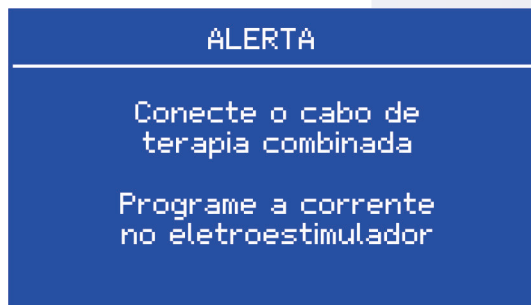 ALERTA
Conecte o cabo de
terapia combinada
Programe a corrente
no eletroestimulador